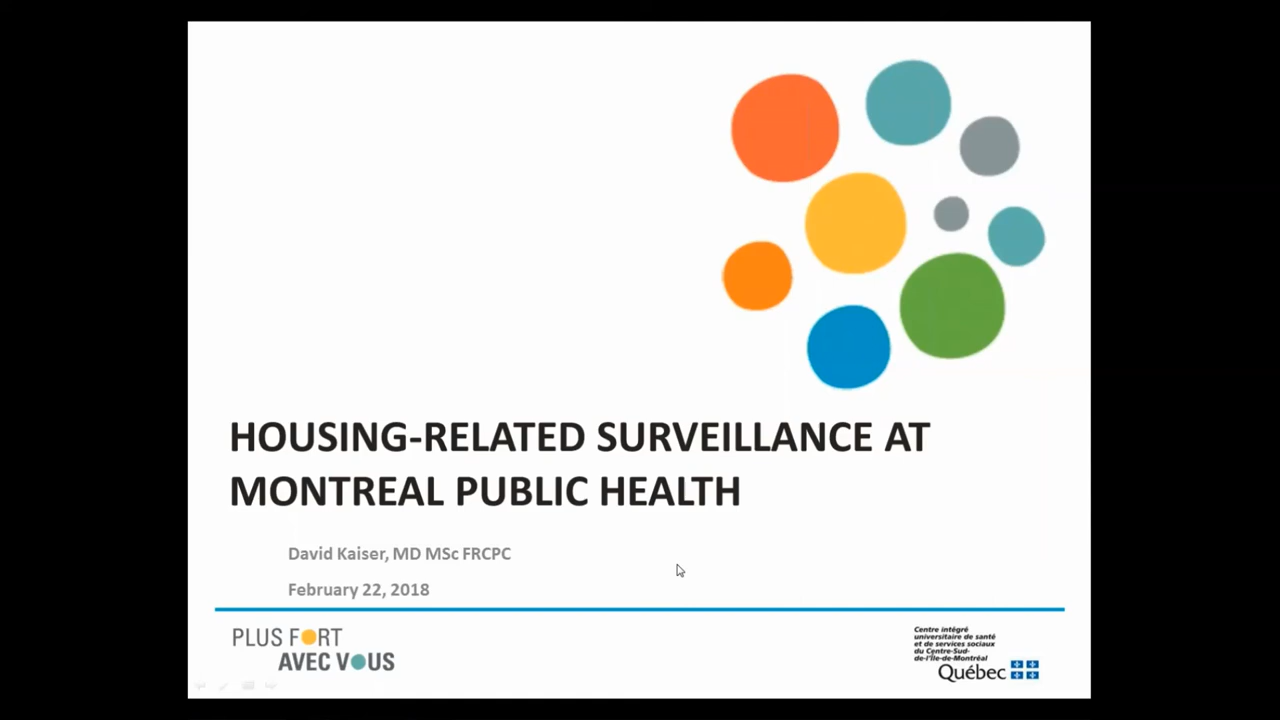 HOUSING-RELATED SURVEILLANCE AT
MONTREAL PUBLIC HEALTH
David Kaiser, MD MSc FRCPC
February 22, 2018
PLUS FORT
AVEC VOUS
Centre intégré
universitaire de santé
et de services sociaux
du Centre-Sud-
de-l'Île-de-Montréal
Québec